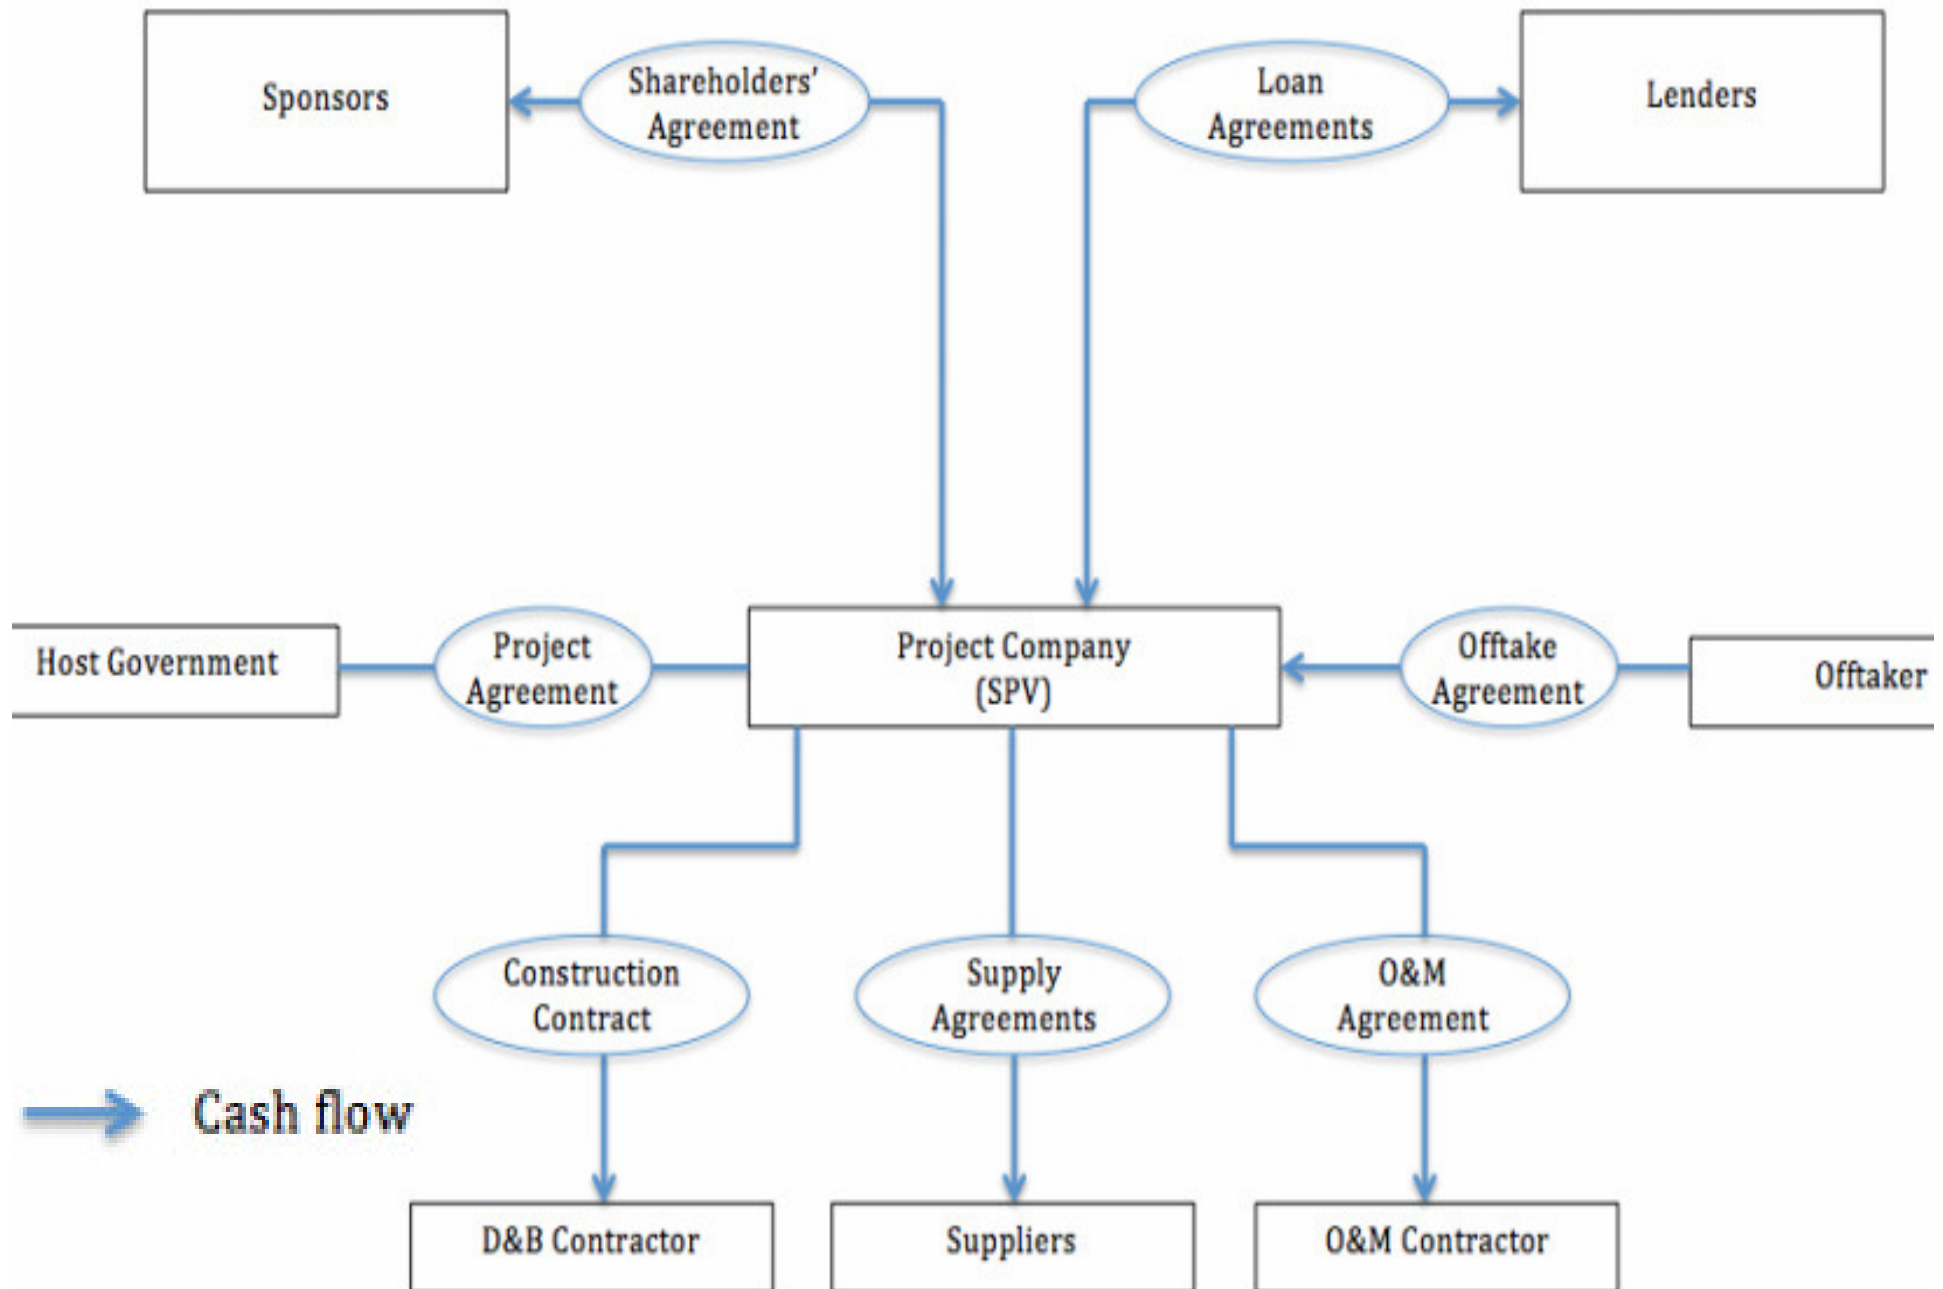 Sponsors
Shareholders'
Agreement
Loan
Agreements
Lenders
Host Government
Project
Agreement
Project Company
(SPV)
Offtake
Agreement
Offtaker
Construction
Contract
Supply
Agreements
O&M
Agreement
Cash flow
D&B Contractor
Suppliers
O&M Contractor